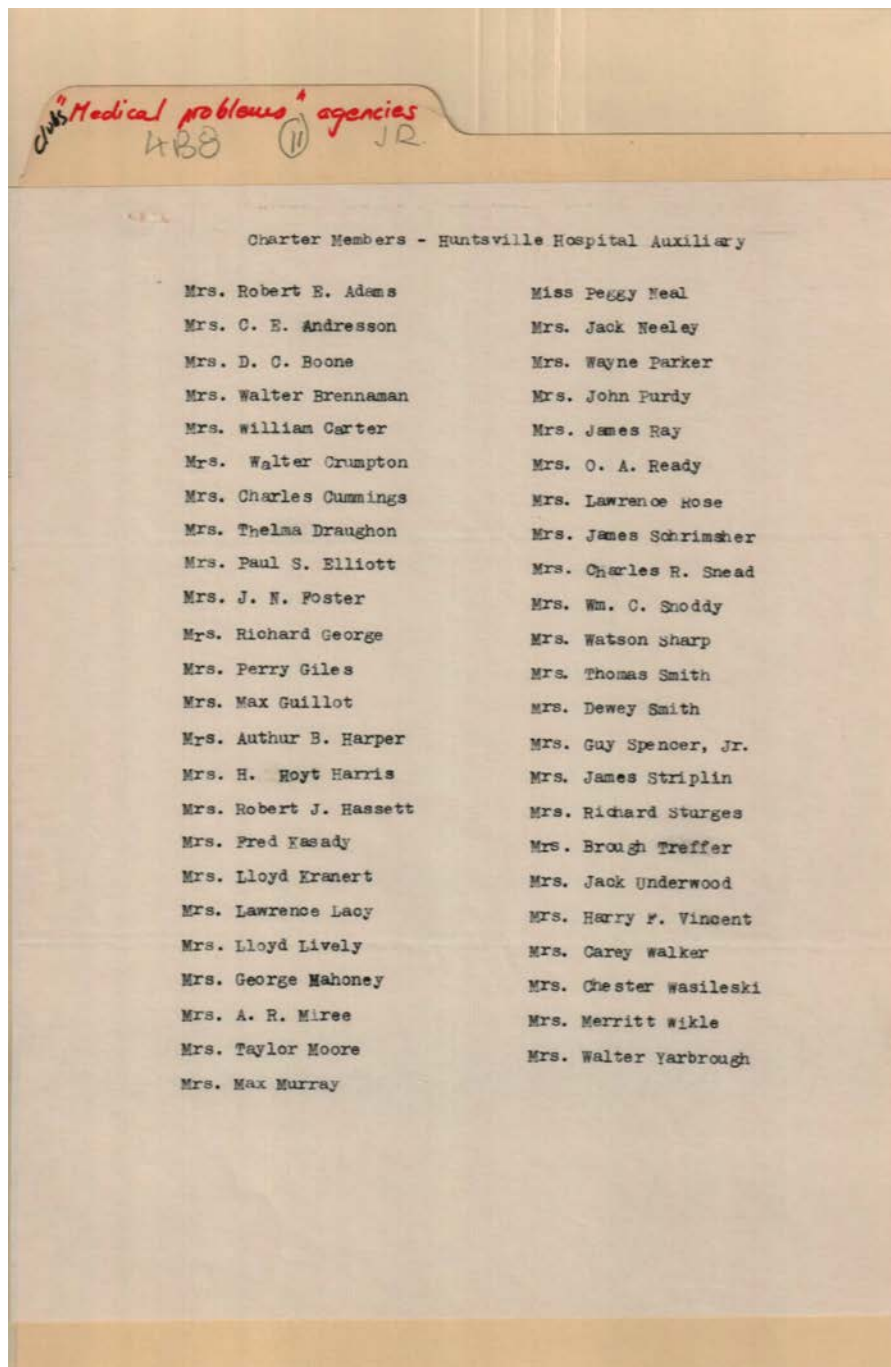 clubs "Medical problems" agencies
4B8 11 JR
Charter Members - Huntsville Hospital Auxiliary
Mrs. Robert E. Adams
Mrs. C. E. Andresson
Mrs. D. C. Boone
Mrs. Walter Brennaman
Mrs. William Carter
Mrs. Walter Crumpton
Mrs. Charles Cummings
Mrs. Thelma Draughon
Mrs. Paul S. Elliott
Mrs. J. N. Foster
Mrs. Richard George
Mrs. Perry Giles
Mrs. Max Guillot
Mrs. Authur B. Harper
Mrs. H. Hoyt Harris
Mrs. Robert J. Hassett
Mrs. Fred Kasady
Mrs. Lloyd Kranert
Mrs. Lawrence Lacy
Mrs. Lloyd Lively
Mrs. George Mahoney
Mrs. A. R. Miree
Mrs. Taylor Moore
Mrs. Max Murray
Miss Peggy Neal
Mrs. Jack Neeley
Mrs. Wayne Parker
Mrs. John Purdy
Mrs. James Ray
Mrs. O. A. Ready
Mrs. Lawrence Rose
Mrs. James Schrimsher
Mrs. Charles R. Snead
Mrs. Wm. C. Snoddy
Mrs. Watson Sharp
Mrs. Thomas Smith
Mrs. Dewey Smith
Mrs. Guy Spencer, Jr.
Mrs. James Striplin
Mrs. Richard Sturges
Mrs. Brough Treffer
Mrs. Jack Underwood
Mrs. Harry F. Vincent
Mrs. Carey Walker
Mrs. Chester Wasileski
Mrs. Merritt Wikle
Mrs. Walter Yarbrough